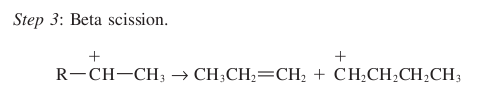 Step 3: Beta scission.
+ +
R—CH—CH₃ → CH₃CH₂=CH₂ + CH₂CH₂CH₂CH₃